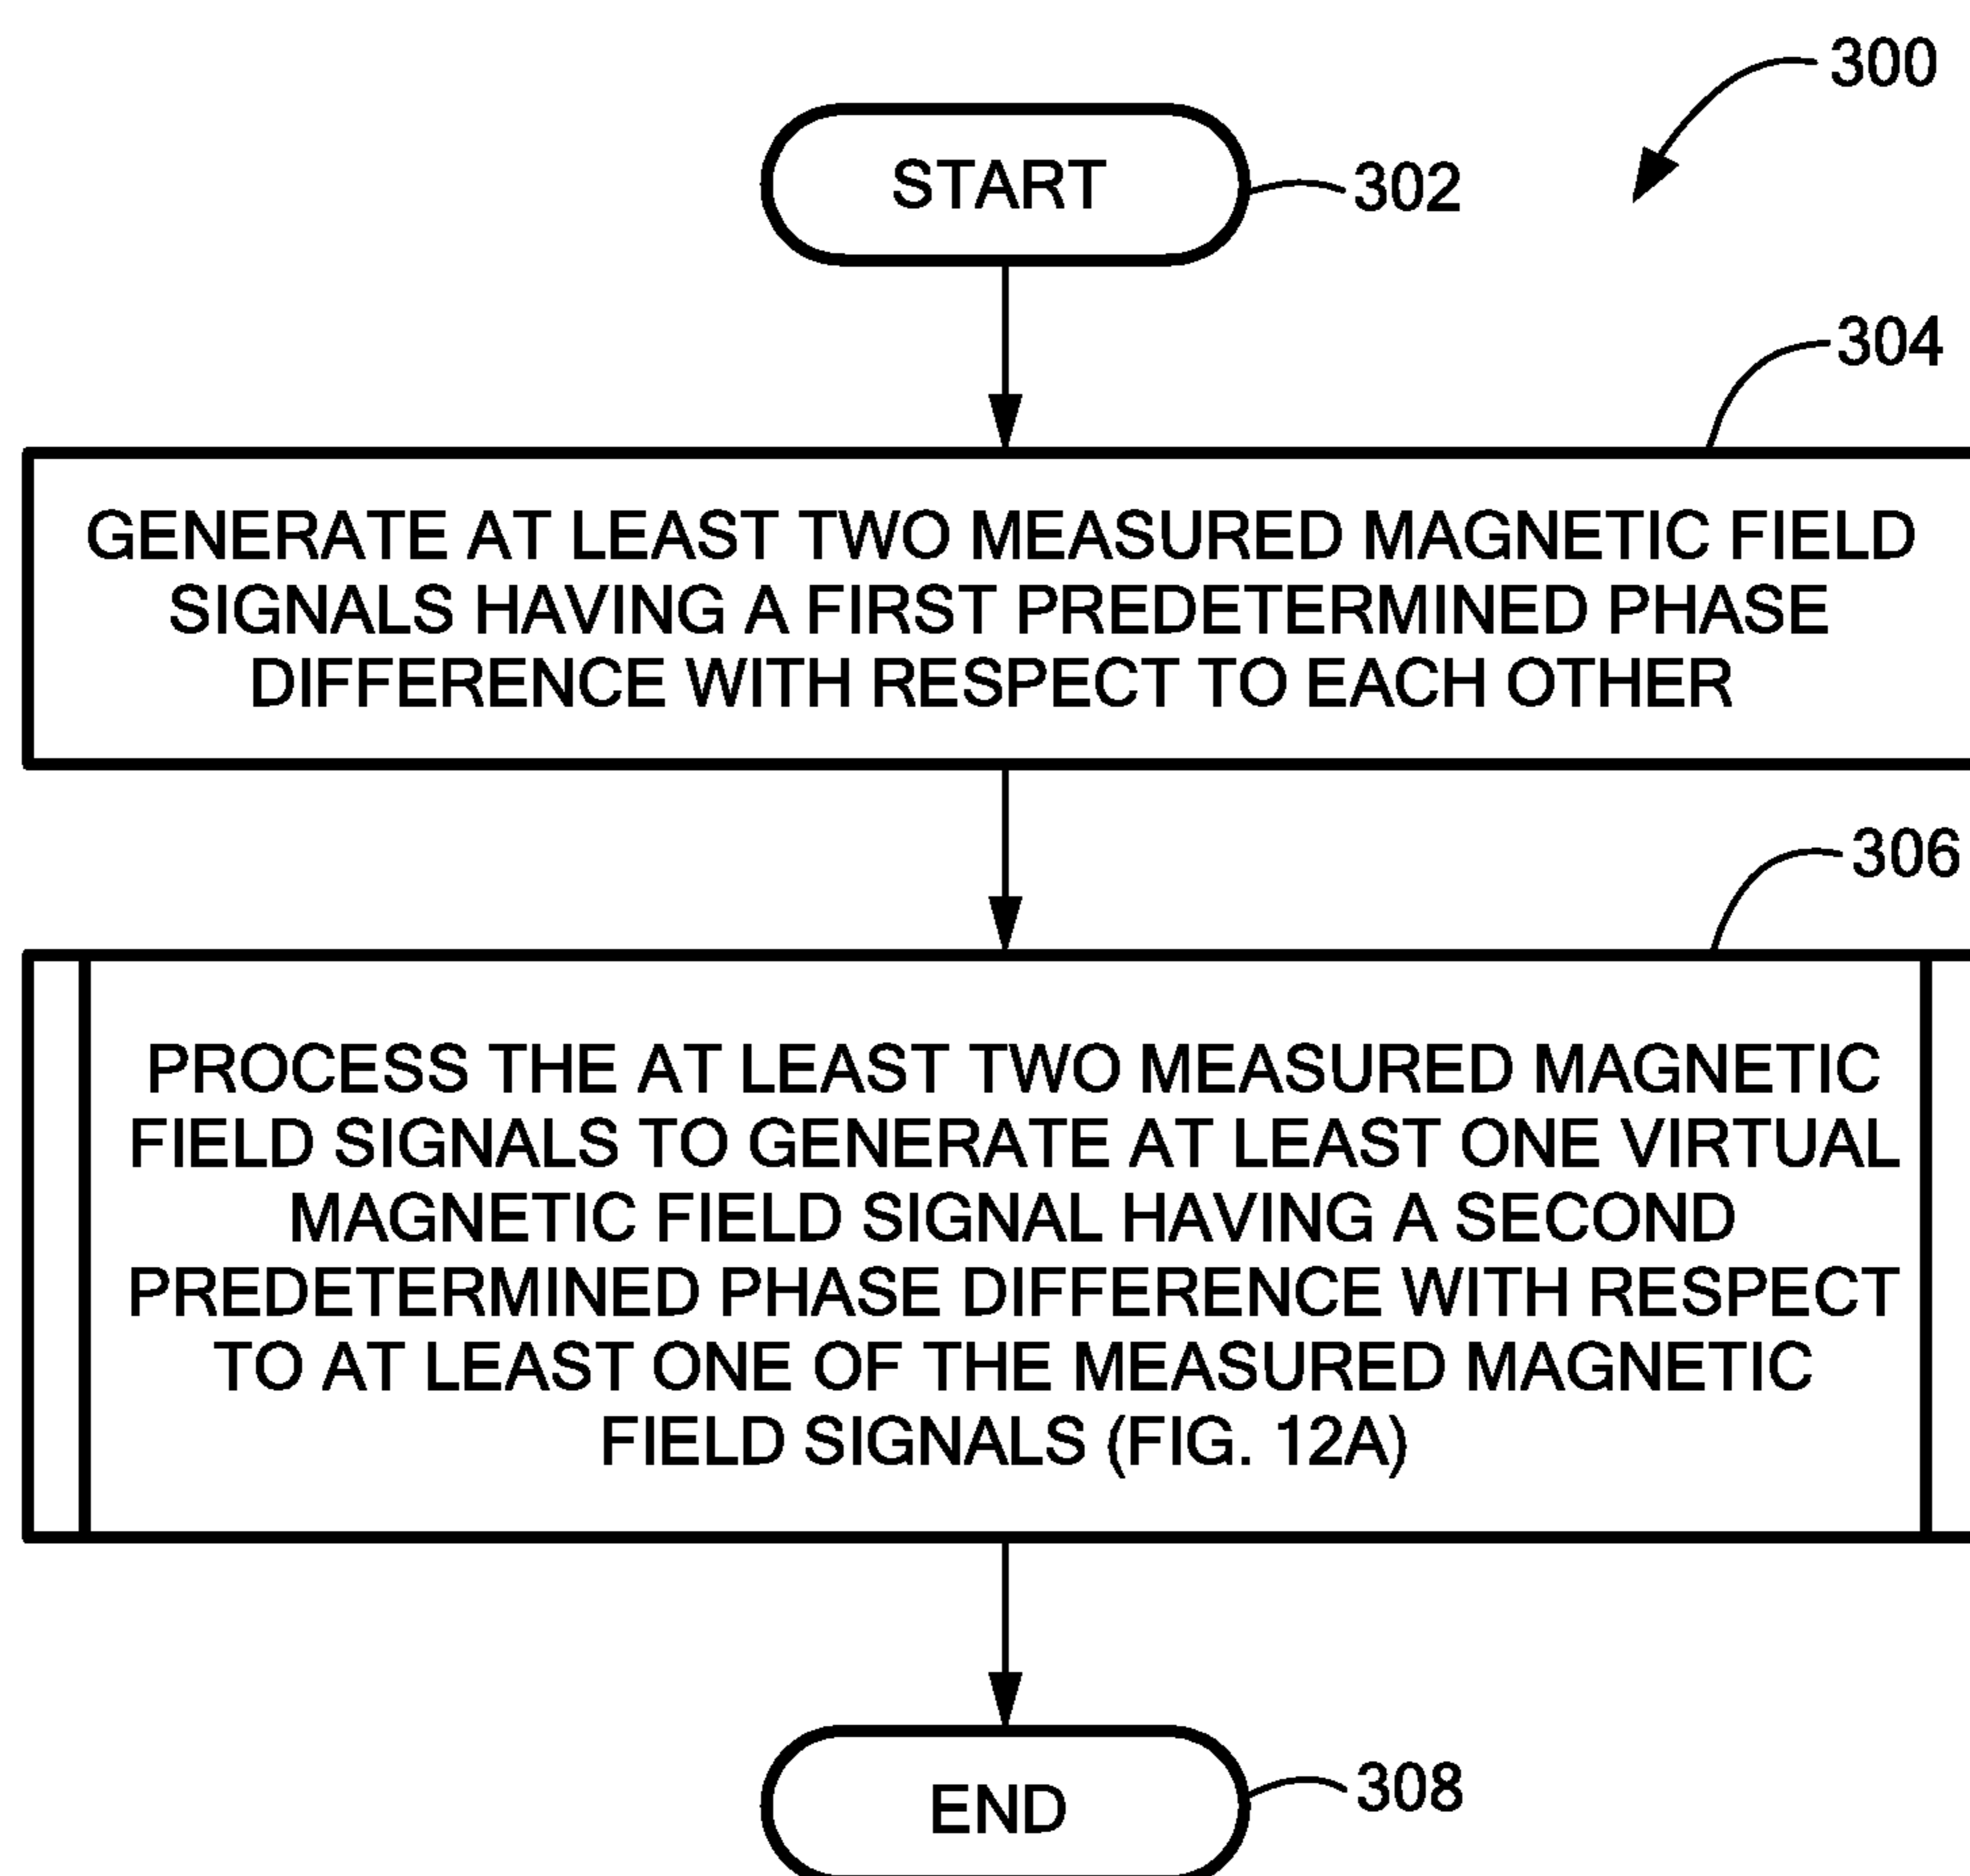 300
START
302
304
GENERATE AT LEAST TWO MEASURED MAGNETIC FIELD
SIGNALS HAVING A FIRST PREDETERMINED PHASE
DIFFERENCE WITH RESPECT TO EACH OTHER
306
PROCESS THE AT LEAST TWO MEASURED MAGNETIC
FIELD SIGNALS TO GENERATE AT LEAST ONE VIRTUAL
MAGNETIC FIELD SIGNAL HAVING A SECOND
PREDETERMINED PHASE DIFFERENCE WITH RESPECT
TO AT LEAST ONE OF THE MEASURED MAGNETIC
FIELD SIGNALS (FIG. 12A)
END
308